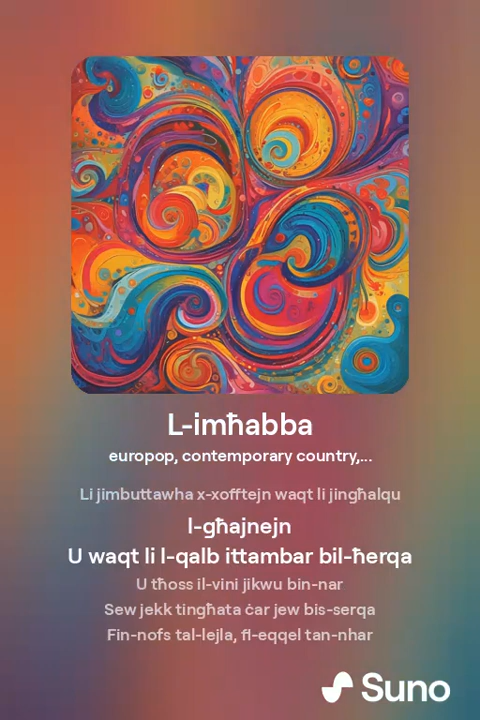 L-imħabba
europop, contemporary country,...
Li jimbuttawha x-xofftejn waqt li jingħalqu
l-għajnejn
U waqt li l-qalb ittambar bil-ħerqa
U tħoss il-vini jikwu bin-nar
Sew jekk tingħata ċar jew bis-serqa
Fin-nofs tal-lejla, fl-eqqel tan-nhar
Suno